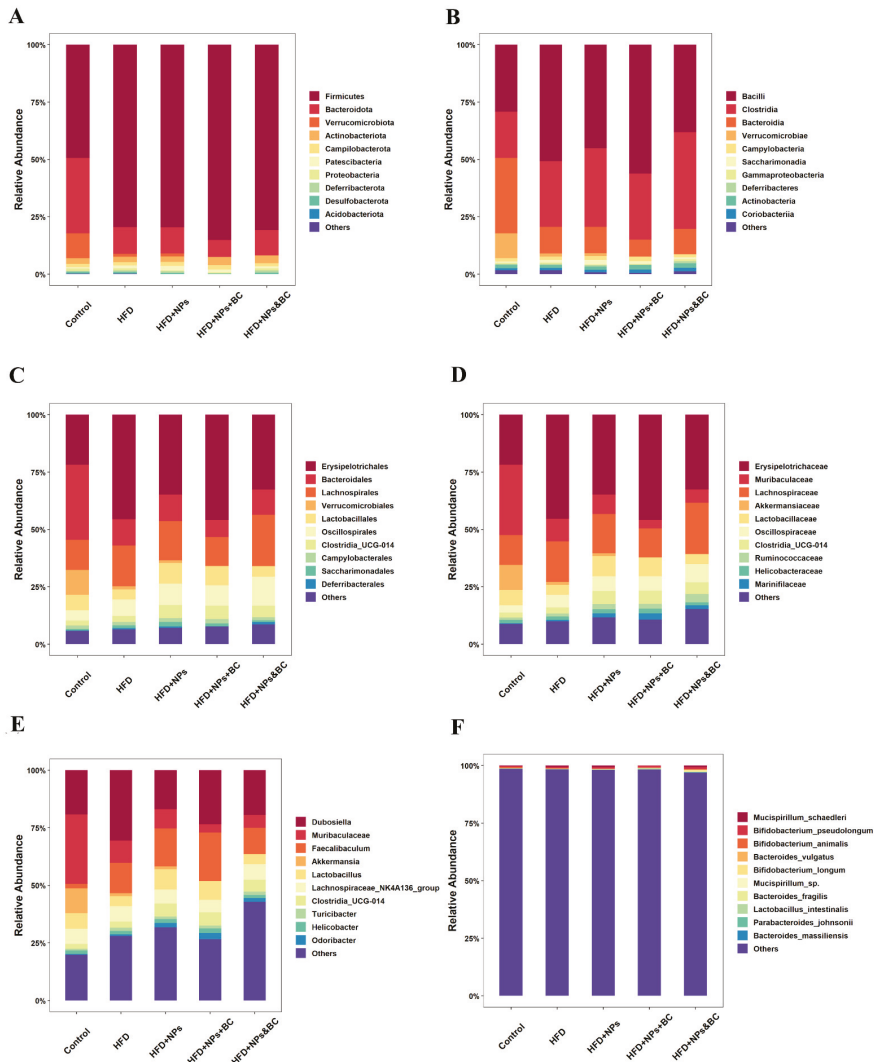 A
Relative Abundance
100%
75%
50%
25%
0%
Control
HFD
HFD+NPs
HFD+NPs+BC
HFD+NPs&BC
Firmicutes
Bacteroidota
Verrucomicrobiota
Actinobacteriota
Campilobacterota
Patescibacteria
Proteobacteria
Deferribacterota
Desulfobacterota
Acidobacteriota
Others
B
Relative Abundance
100%
75%
50%
25%
0%
Control
HFD
HFD+NPs
HFD+NPs+BC
HFD+NPs&BC
Bacilli
Clostridia
Bacteroidia
Verrucomicrobiae
Campylobacteria
Saccharimonadia
Gammaproteobacteria
Deferribacteres
Actinobacteria
Coriobacteriia
Others
C
Relative Abundance
100%
75%
50%
25%
0%
Control
HFD
HFD+NPs
HFD+NPs+BC
HFD+NPs&BC
Erysipelotrichales
Bacteroidales
Lachnospirales
Verrucomicrobiales
Lactobacillales
Oscillospirales
Clostridia_UCG-014
Campylobacterales
Saccharimonadales
Deferribacterales
Others
D
Relative Abundance
100%
75%
50%
25%
0%
Control
HFD
HFD+NPs
HFD+NPs+BC
HFD+NPs&BC
Erysipelotrichaceae
Muribaculaceae
Lachnospiraceae
Akkermansiaceae
Lactobacillaceae
Oscillospiraceae
Clostridia_UCG-014
Ruminococcaceae
Helicobacteraceae
Marinifilaceae
Others
E
Relative Abundance
100%
75%
50%
25%
0%
Control
HFD
HFD+NPs
HFD+NPs+BC
HFD+NPs&BC
Dubosiella
Muribaculaceae
Faecalibaculum
Akkermansia
Lactobacillus
Lachnospiraceae_NK4A136_group
Clostridia_UCG-014
Turicibacter
Helicobacter
Odoribacter
Others
F
Relative Abundance
100%
75%
50%
25%
0%
Control
HFD
HFD+NPs
HFD+NPs+BC
HFD+NPs&BC
Mucispirillum_schaedleri
Bifidobacterium_pseudolongum
Bifidobacterium_animalis
Bacteroides_vulgatus
Bifidobacterium_longum
Mucispirillum_sp.
Bacteroides_fragilis
Lactobacillus_intestinalis
Parabacteroides_johnsonii
Bacteroides_massiliensis
Others